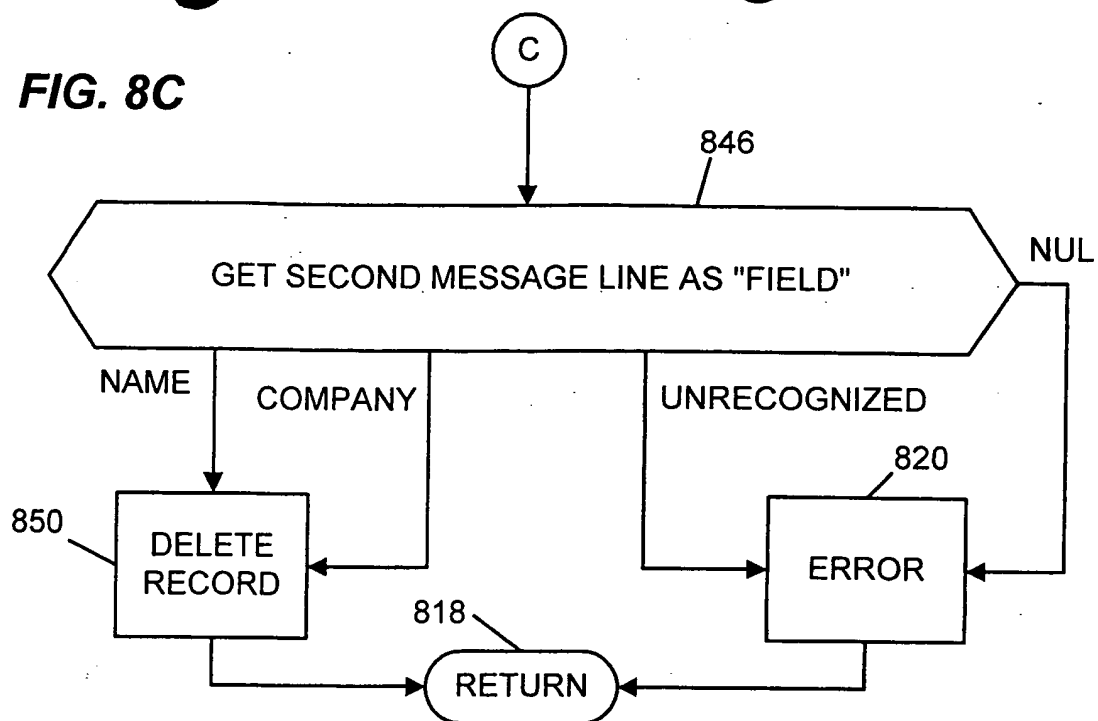 C
FIG. 8C
846
GET SECOND MESSAGE LINE AS "FIELD"
NUL
NAME
COMPANY
UNRECOGNIZED
820
850
DELETE
RECORD
ERROR
818
RETURN